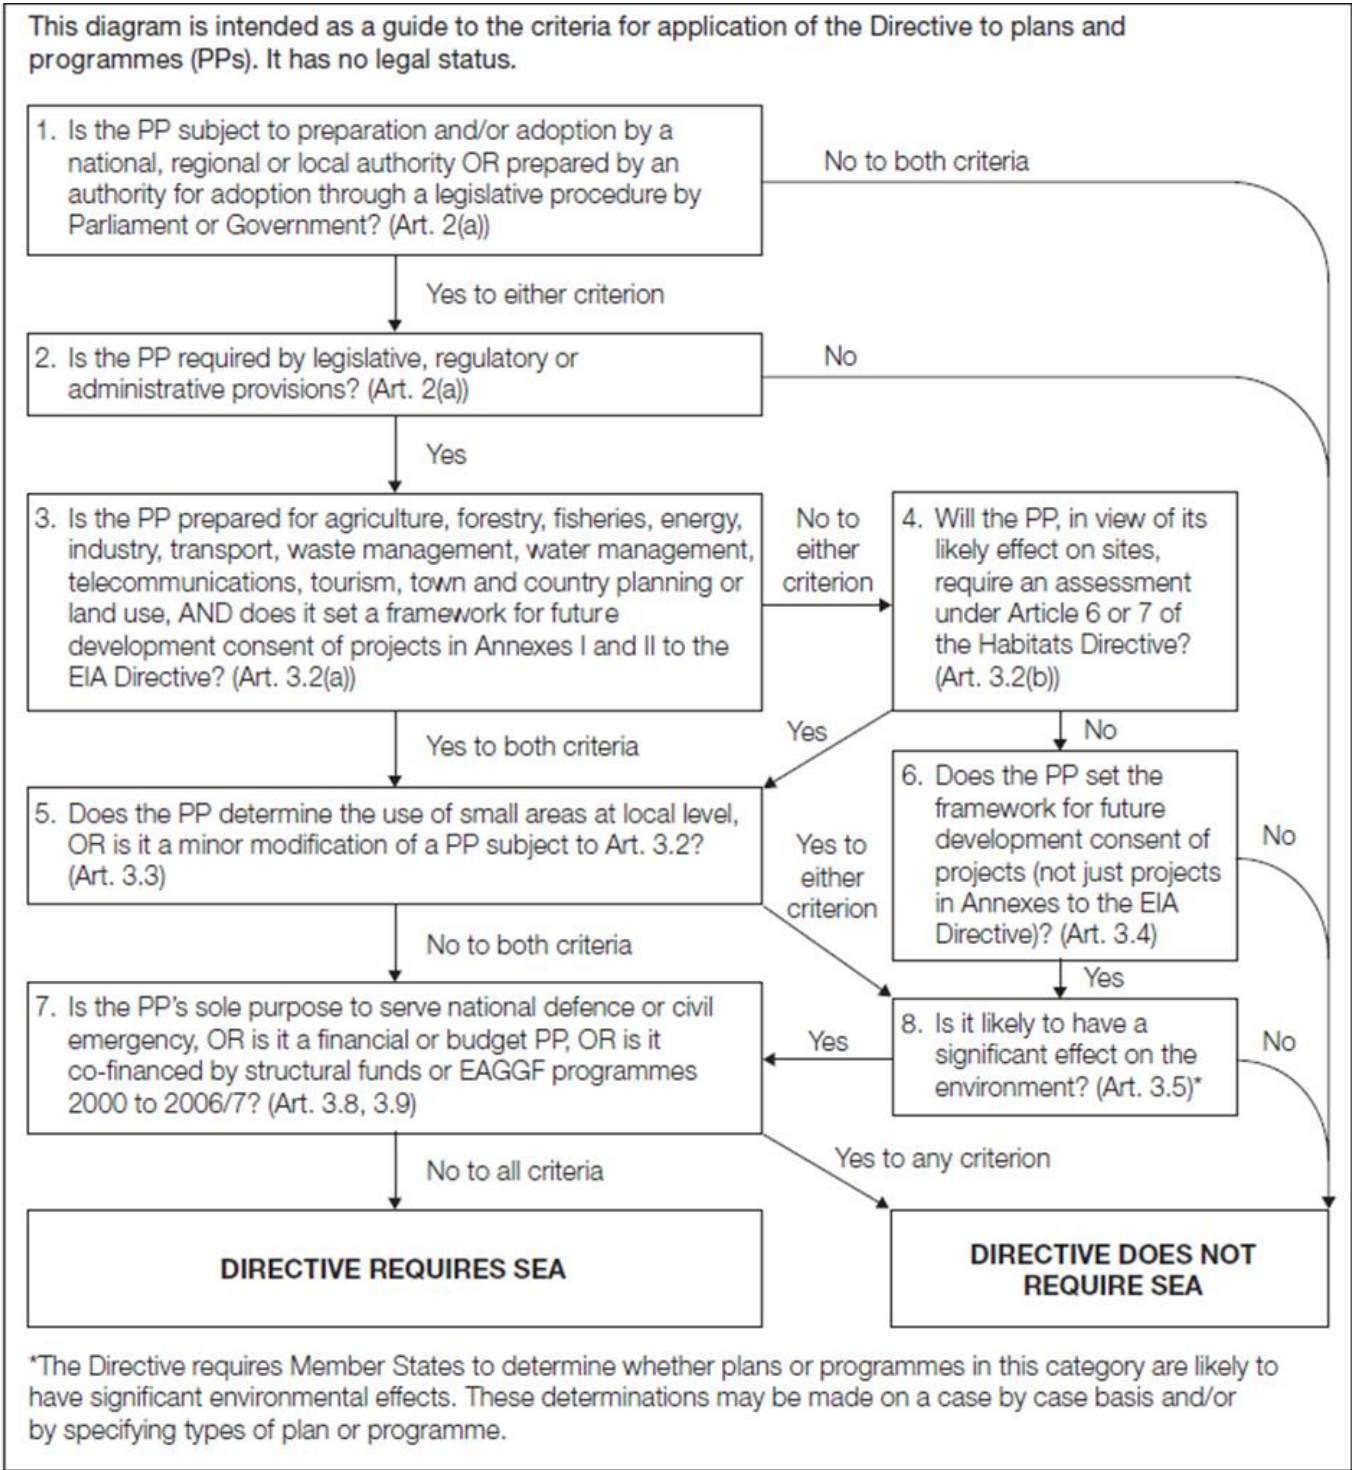 This diagram is intended as a guide to the criteria for application of the Directive to plans and
programmes (PPs). It has no legal status.
1. Is the PP subject to preparation and/or adoption by a
national, regional or local authority OR prepared by an
authority for adoption through a legislative procedure by
Parliament or Government? (Art. 2(a))
No to both criteria
Yes to either criterion
2. Is the PP required by legislative, regulatory or
administrative provisions? (Art. 2(a))
No
Yes
3. Is the PP prepared for agriculture, forestry, fisheries, energy,
industry, transport, waste management, water management,
telecommunications, tourism, town and country planning or
land use, AND does it set a framework for future
development consent of projects in Annexes I and II to the
EIA Directive? (Art. 3.2(a))
No to
either
criterion
4. Will the PP, in view of its
likely effect on sites,
require an assessment
under Article 6 or 7 of
the Habitats Directive?
(Art. 3.2(b))
Yes to both criteria
Yes
No
5. Does the PP determine the use of small areas at local level,
OR is it a minor modification of a PP subject to Art. 3.2?
(Art. 3.3)
Yes to
either
criterion
6. Does the PP set the
framework for future
development consent of
projects (not just projects
in Annexes to the EIA
Directive)? (Art. 3.4)
No
No to both criteria
Yes
7. Is the PP's sole purpose to serve national defence or civil
emergency, OR is it a financial or budget PP, OR is it
co-financed by structural funds or EAGGF programmes
2000 to 2006/7? (Art. 3.8, 3.9)
Yes
8. Is it likely to have a
significant effect on the
environment? (Art. 3.5)*
No
No to all criteria
Yes to any criterion
DIRECTIVE REQUIRES SEA
DIRECTIVE DOES NOT
REQUIRE SEA
*The Directive requires Member States to determine whether plans or programmes in this category are likely to
have significant environmental effects. These determinations may be made on a case by case basis and/or
by specifying types of plan or programme.